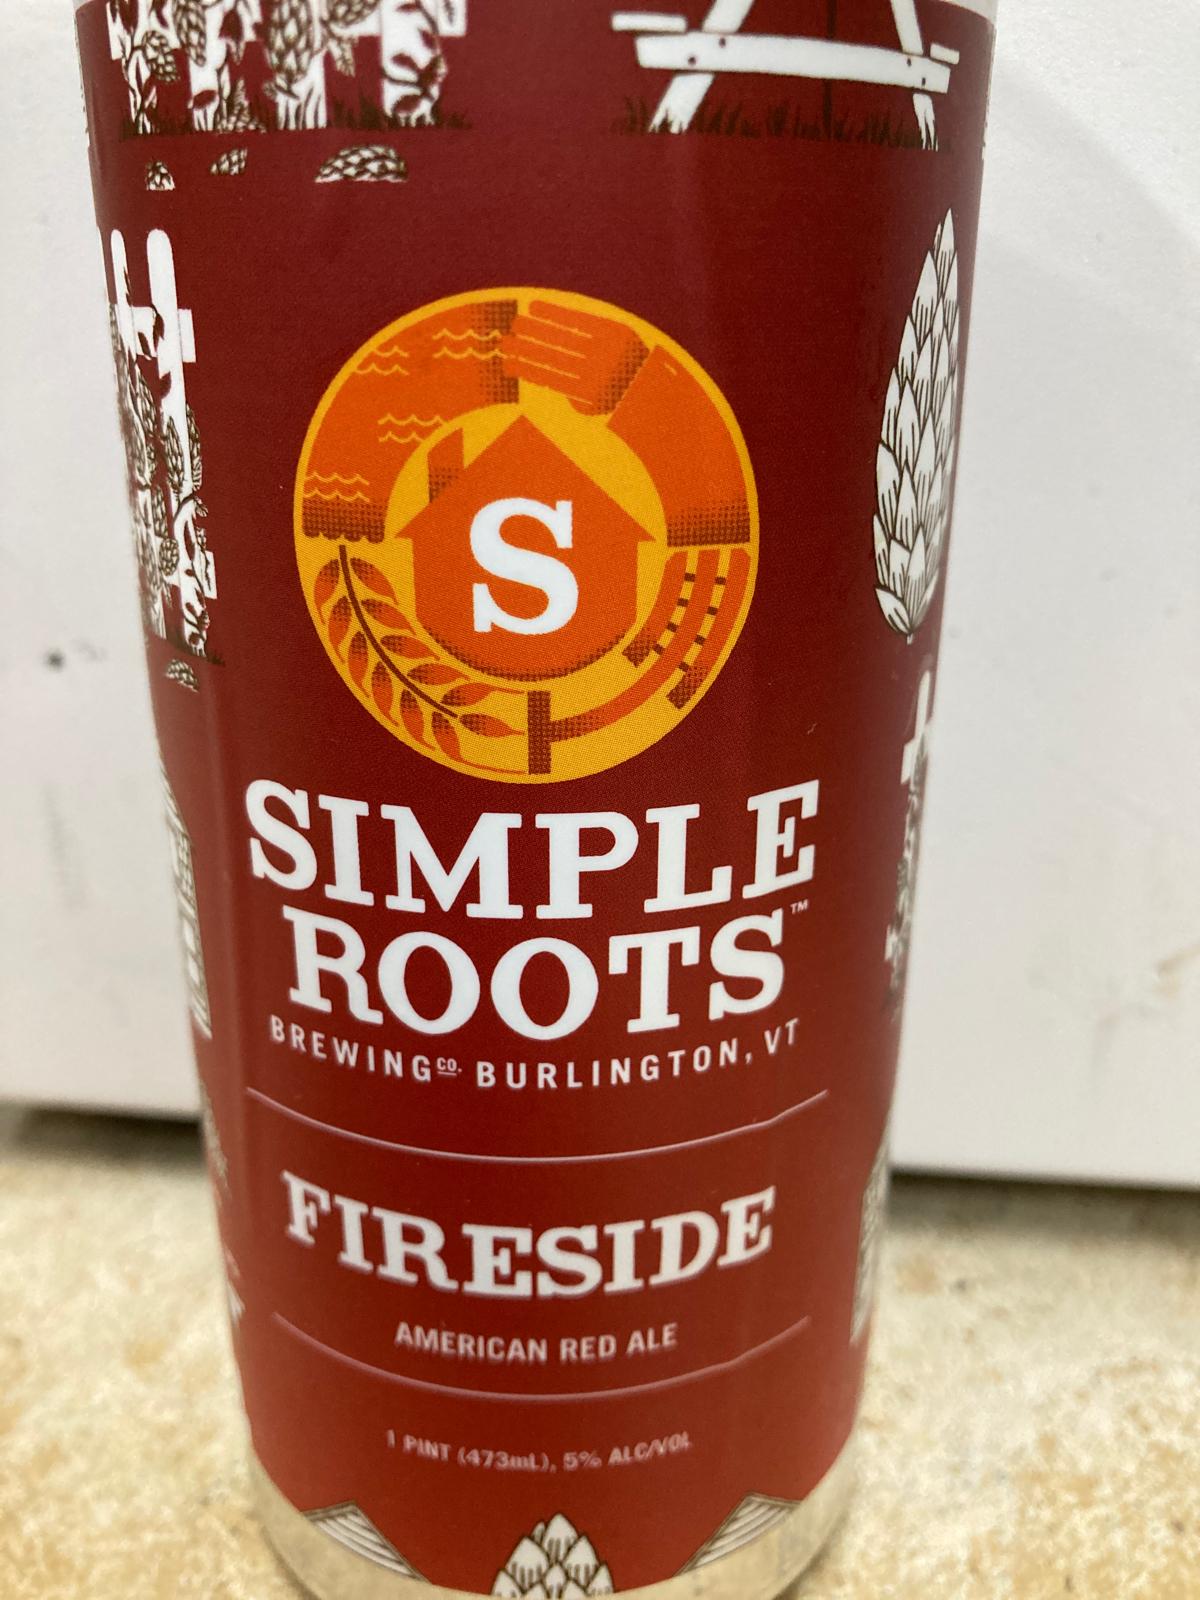 S
SIMPLE
ROOTS™
BREWING CO. BURLINGTON, VT
FIRESIDE
AMERICAN RED ALE
1 PINT (473mL), 5% ALC/VOL